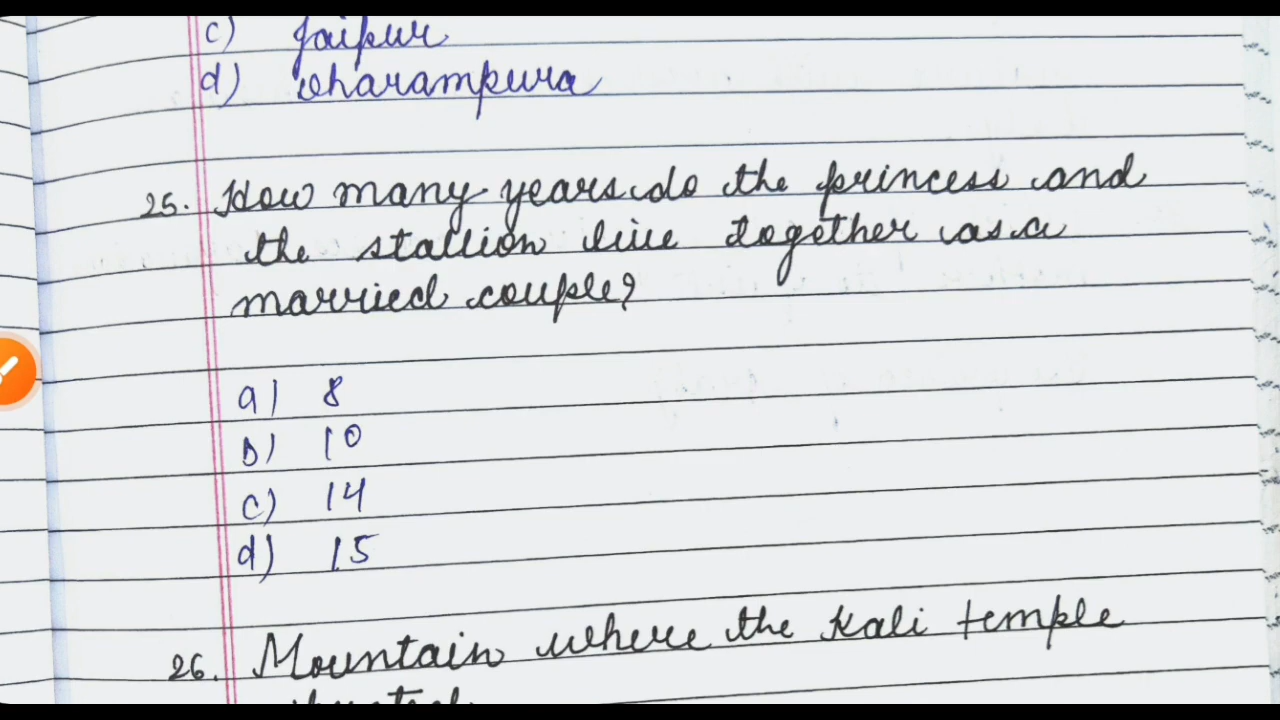 c) Jaipur
d) Dharampura
25. How many years do the princess and
the stallion live together as a
married couple?
a) 8
b) 10
c) 14
d) 15
26. Mountain where the Kali temple